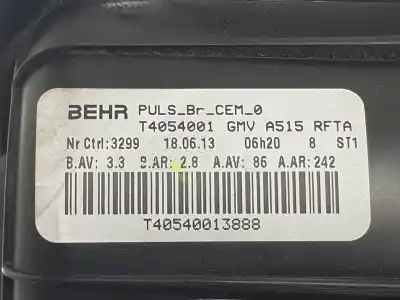 BEHR PULS_Br_CEM_0
T4054001 GMV A515 RFTA
Nr Ctrl:3299 18.06.13 06h20 8 ST1
B.AV: 3.3 B.AR: 2.8 A.AV: 86 A.AR: 242
T40540013888